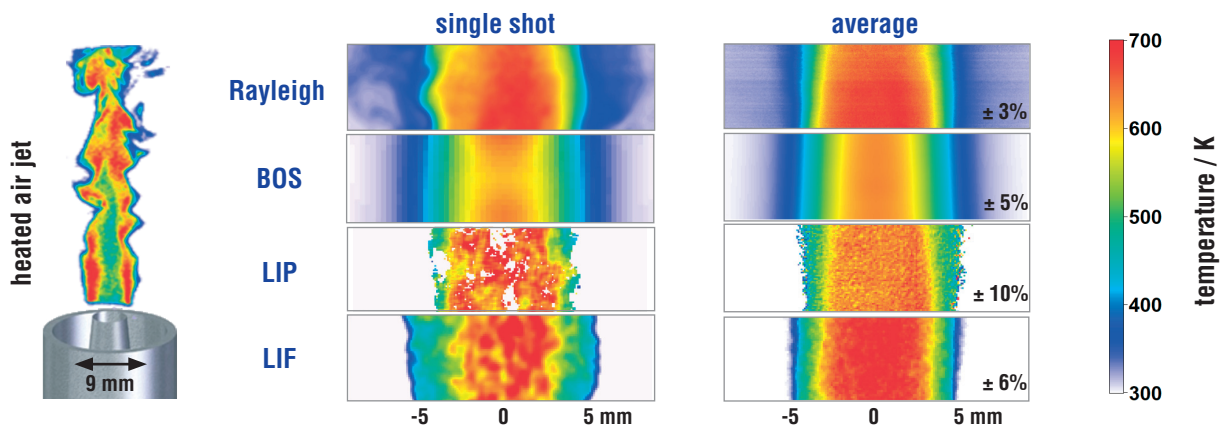 single shot
average
Rayleigh
± 3%
BOS
± 5%
LIP
± 10%
LIF
± 6%
-5 0 5 mm
-5 0 5 mm
heated air jet
9 mm
700
600
500
400
300
temperature / K